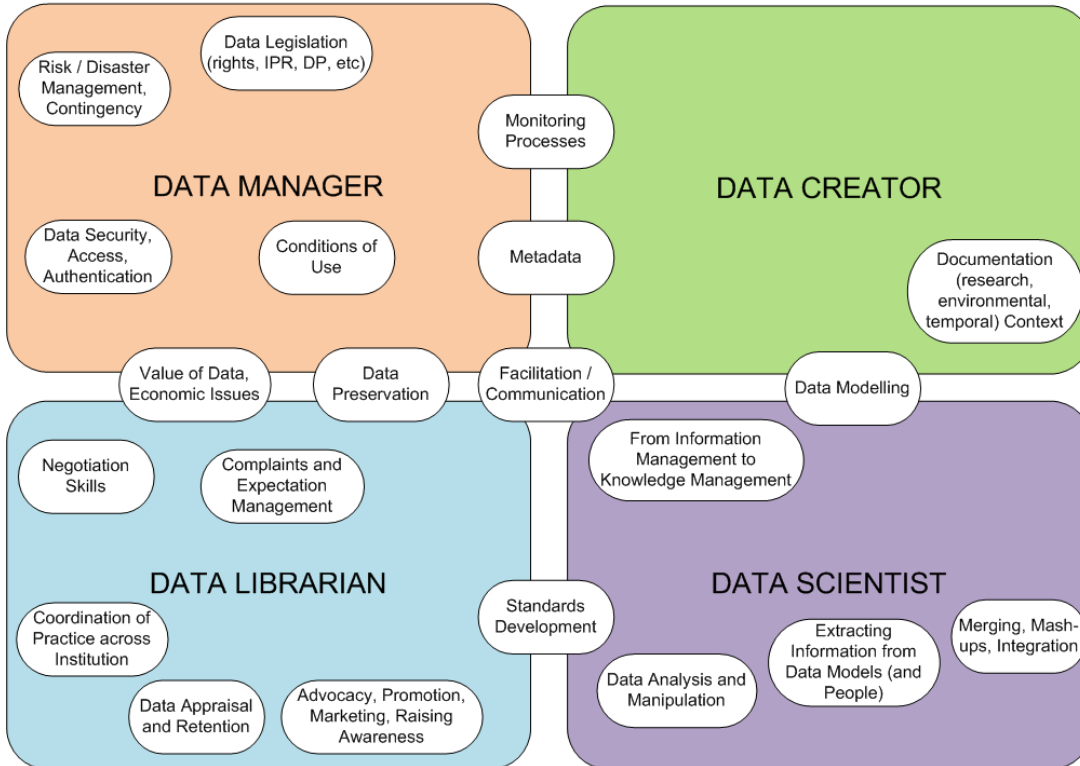 Data Legislation
(rights, IPR, DP, etc)
Risk / Disaster
Management,
Contingency
Monitoring
Processes
DATA MANAGER
DATA CREATOR
Data Security,
Access,
Authentication
Conditions of
Use
Metadata
Documentation
(research,
environmental,
temporal) Context
Value of Data,
Economic Issues
Data
Preservation
Facilitation /
Communication
Data Modelling
Negotiation
Skills
Complaints and
Expectation
Management
From Information
Management to
Knowledge Management
DATA LIBRARIAN
DATA SCIENTIST
Coordination of
Practice across
Institution
Standards
Development
Extracting
Information from
Data Models (and
People)
Merging, Mash-
ups, Integration
Data Analysis and
Manipulation
Data Appraisal
and Retention
Advocacy, Promotion,
Marketing, Raising
Awareness